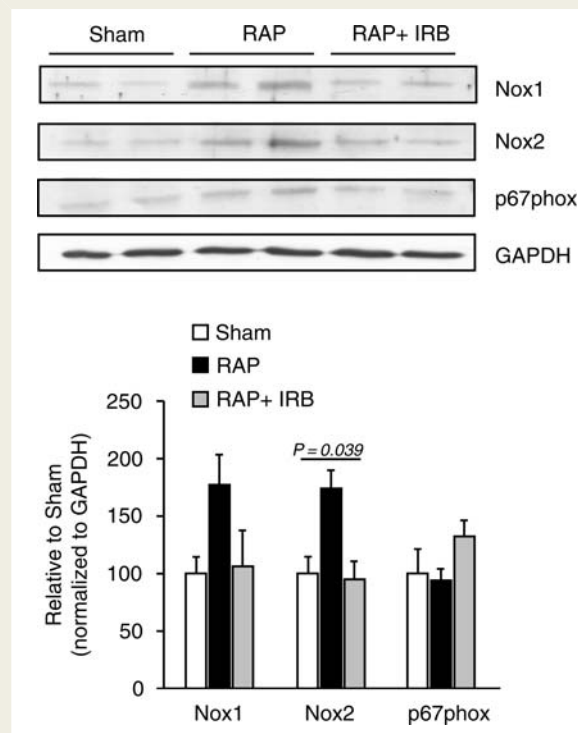 Sham RAP RAP+ IRB
Nox1
Nox2
p67phox
GAPDH
Sham
RAP
RAP+ IRB
Relative to Sham
(normalized to GAPDH)
250
200
150
100
50
0
P = 0.039
Nox1 Nox2 p67phox